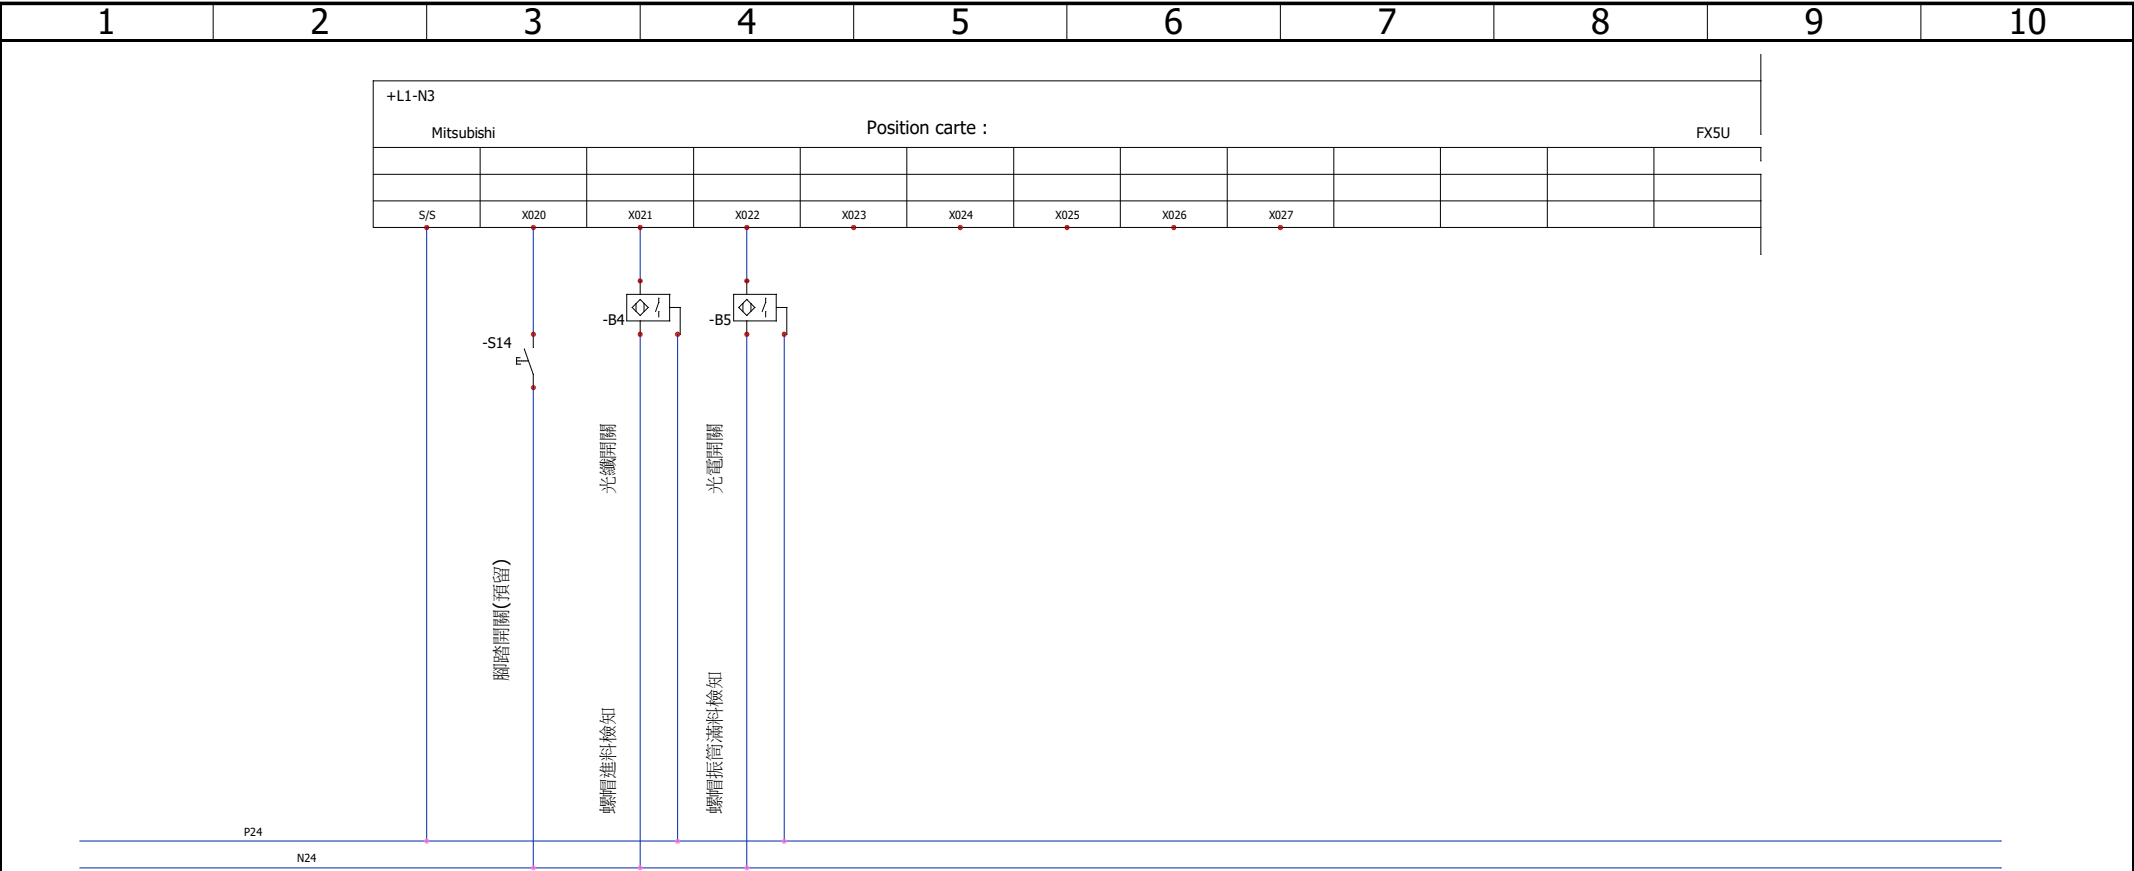 1 2 3 4 5 6 7 8 9 10
+L1-N3
Mitsubishi Position carte : FX5U
S/S X020 X021 X022 X023 X024 X025 X026 X027
-B4 -B5
-S14
光纖開關
光電開關
腳踏開關(預留)
螺帽進料檢知
螺帽振筒滿料檢知
P24
N24